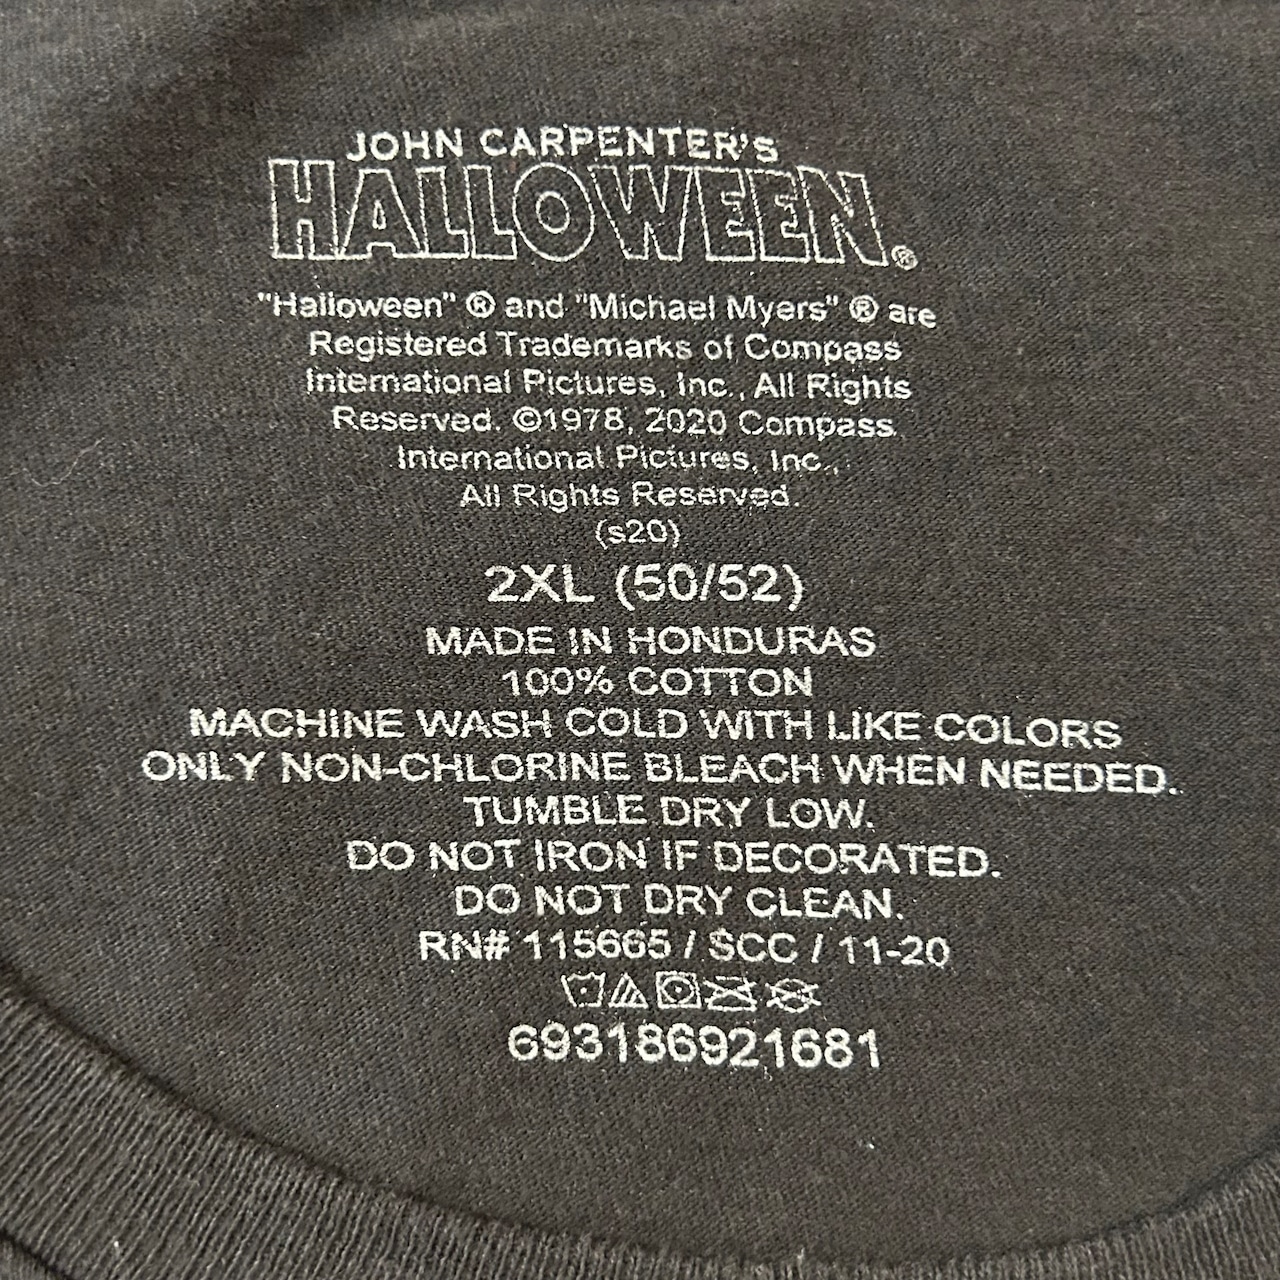 JOHN CARPENTER'S
HALLOWEEN®
"Halloween" ® and "Michael Myers" ® are
Registered Trademarks of Compass
International Pictures, Inc., All Rights
Reserved. ©1978, 2020 Compass
International Pictures, Inc.,
All Rights Reserved.
(s20)
2XL (50/52)
MADE IN HONDURAS
100% COTTON
MACHINE WASH COLD WITH LIKE COLORS
ONLY NON-CHLORINE BLEACH WHEN NEEDED.
TUMBLE DRY LOW.
DO NOT IRON IF DECORATED.
DO NOT DRY CLEAN.
RN# 115665 / SCC / 11-20
693186921681